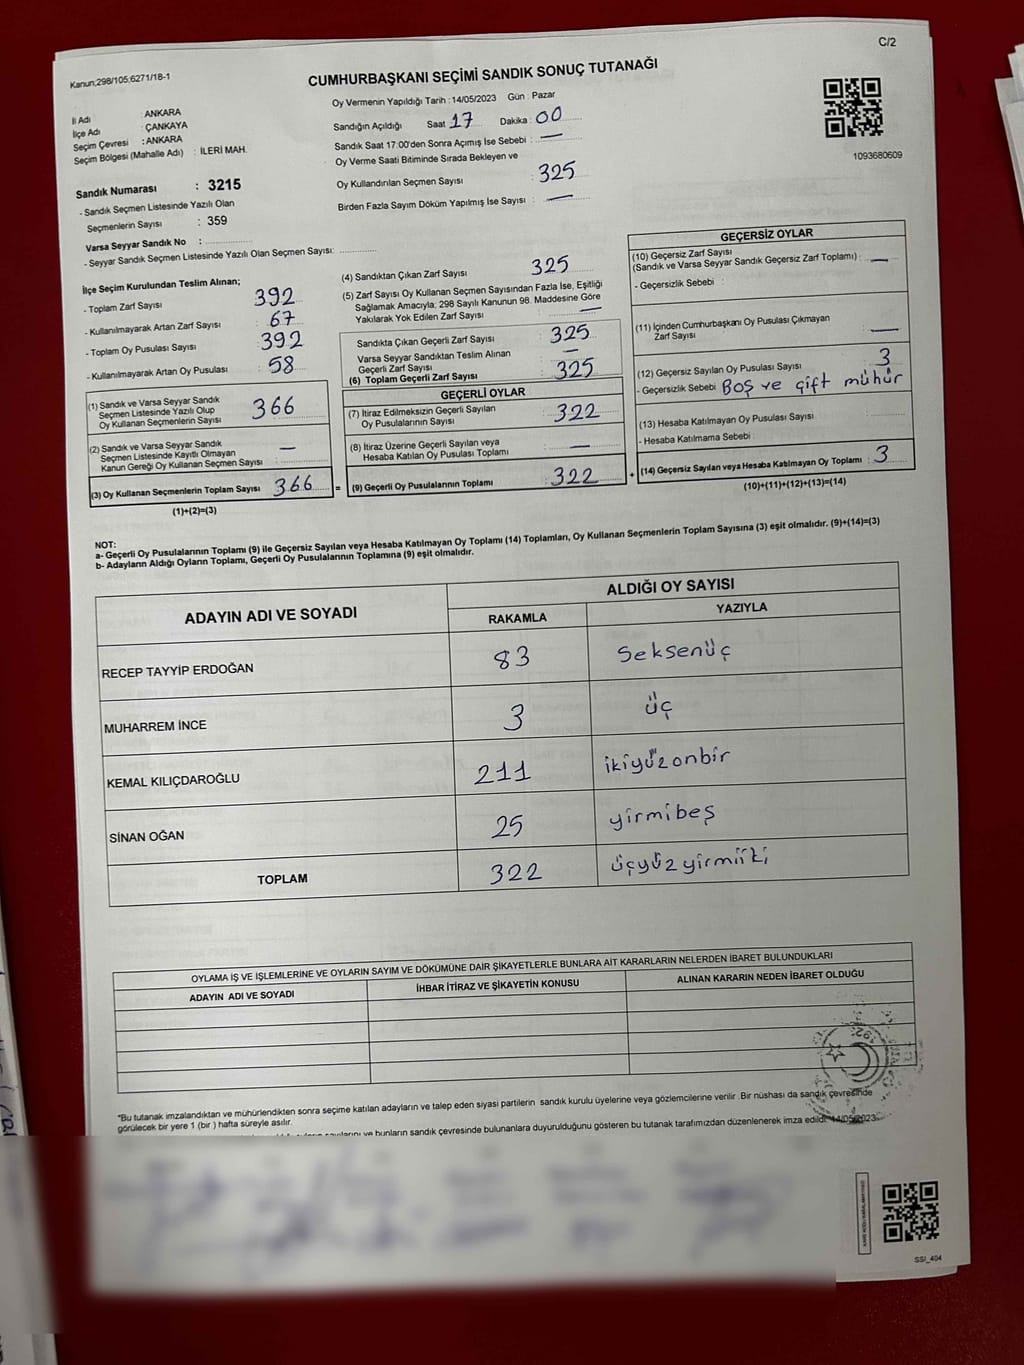 C/2
Kanun;298/105;6271/18-1
CUMHURBAŞKANI SEÇİMİ SANDIK SONUÇ TUTANAĞI
İl Adı : ANKARA
İlçe Adı : ÇANKAYA
Seçim Çevresi : ANKARA
Seçim Bölgesi (Mahalle Adı) : İLERİ MAH.
Sandık Numarası : 3215
- Sandık Seçmen Listesinde Yazılı Olan
Seçmenlerin Sayısı : 359
Varsa Seyyar Sandık No :
- Seyyar Sandık Seçmen Listesinde Yazılı Olan Seçmen Sayısı:
Oy Vermenin Yapıldığı Tarih : 14/05/2023 Gün : Pazar
Sandığın Açıldığı Saat : 17 Dakika : 00
Sandık Saat 17:00'den Sonra Açımış İse Sebebi : —
Oy Verme Saati Bitiminde Sırada Bekleyen ve
Oy Kullandırılan Seçmen Sayısı : 325
Birden Fazla Sayım Döküm Yapılmış İse Sayısı : —
1093680609
İlçe Seçim Kurulundan Teslim Alınan;
- Toplam Zarf Sayısı : 392
- Kullanılmayarak Artan Zarf Sayısı : 67
- Toplam Oy Pusulası Sayısı : 392
- Kullanılmayarak Artan Oy Pusulası : 58
(1) Sandık ve Varsa Seyyar Sandık
Seçmen Listesinde Yazılı Olup
Oy Kullanan Seçmenlerin Sayısı : 366
(2) Sandık ve Varsa Seyyar Sandık
Seçmen Listesinde Kayıtlı Olmayan
Kanun Gereği Oy Kullanan Seçmen Sayısı : —
(3) Oy Kullanan Seçmenlerin Toplam Sayısı : 366
(1)+(2)=(3)
(4) Sandıktan Çıkan Zarf Sayısı : 325
(5) Zarf Sayısı Oy Kullanan Seçmen Sayısından Fazla İse, Eşitliği
Sağlamak Amacıyla; 298 Sayılı Kanunun 98. Maddesine Göre
Yakılarak Yok Edilen Zarf Sayısı : —
Sandıkta Çıkan Geçerli Zarf Sayısı : 325
Varsa Seyyar Sandıktan Teslim Alınan
Geçerli Zarf Sayısı : —
(6) Toplam Geçerli Zarf Sayısı : 325
GEÇERLİ OYLAR
(7) İtiraz Edilmeksizin Geçerli Sayılan
Oy Pusulalarının Sayısı : 322
(8) İtiraz Üzerine Geçerli Sayılan veya
Hesaba Katılan Oy Pusulası Toplamı : —
= (9) Geçerli Oy Pusulalarının Toplamı : 322
GEÇERSİZ OYLAR
(10) Geçersiz Zarf Sayısı
(Sandık ve Varsa Seyyar Sandık Geçersiz Zarf Toplamı) : —
- Geçersizlik Sebebi :
(11) İçinden Cumhurbaşkanı Oy Pusulası Çıkmayan
Zarf Sayısı : —
(12) Geçersiz Sayılan Oy Pusulası Sayısı : 3
- Geçersizlik Sebebi : BOŞ ve çift mühür
(13) Hesaba Katılmayan Oy Pusulası Sayısı :
- Hesaba Katılmama Sebebi :
+ (14) Geçersiz Sayılan veya Hesaba Katılmayan Oy Toplamı : 3
(10)+(11)+(12)+(13)=(14)
NOT:
a- Geçerli Oy Pusulalarının Toplamı (9) ile Geçersiz Sayılan veya Hesaba Katılmayan Oy Toplamı (14) Toplamları, Oy Kullanan Seçmenlerin Toplam Sayısına (3) eşit olmalıdır. (9)+(14)=(3)
b- Adayların Aldığı Oyların Toplamı, Geçerli Oy Pusulalarının Toplamına (9) eşit olmalıdır.
ADAYIN ADI VE SOYADI ALDIĞI OY SAYISI
RAKAMLA YAZIYLA
RECEP TAYYİP ERDOĞAN 83 Seksenüç
MUHARREM İNCE 3 üç
KEMAL KILIÇDAROĞLU 211 ikiyüzonbir
SİNAN OĞAN 25 yirmibeş
TOPLAM 322 üçyüz yirmiiki
OYLAMA İŞ VE İŞLEMLERİNE VE OYLARIN SAYIM VE DÖKÜMÜNE DAİR ŞİKAYETLERLE BUNLARA AİT KARARLARIN NELERDEN İBARET BULUNDUKLARI
ADAYIN ADI VE SOYADI İHBAR İTİRAZ VE ŞİKAYETİN KONUSU ALINAN KARARIN NEDEN İBARET OLDUĞU
*Bu tutanak imzalandıktan ve mühürlendikten sonra seçime katılan adayların ve talep eden siyasi partilerin sandık kurulu üyelerine veya gözlemcilerine verilir. Bir nüshası da sandık çevresinde
görülecek bir yere 1 (bir ) hafta süreyle asılır.
ve bunların sandık çevresinde bulunanlara duyurulduğunu gösteren bu tutanak tarafımızdan düzenlenerek imza edildi. 14/05/2023
SSİ_404